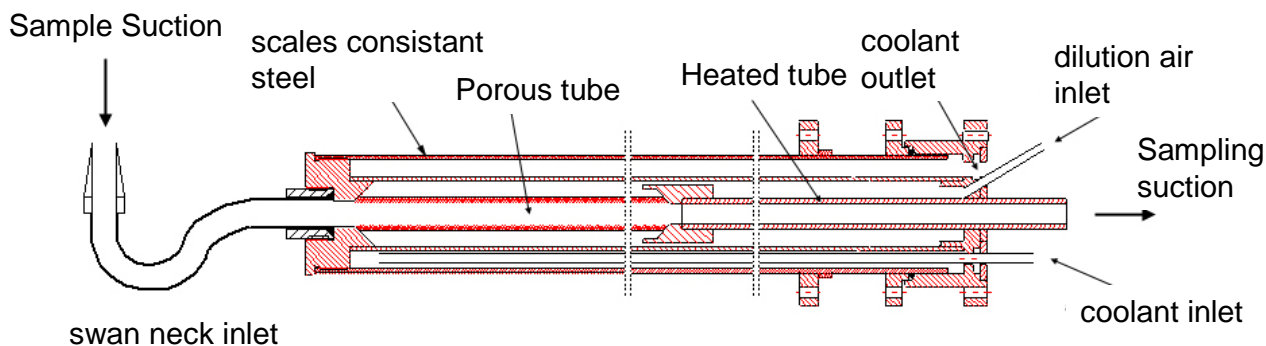 Sample Suction
scales consistant
steel
Porous tube
Heated tube
coolant
outlet
dilution air
inlet
Sampling
suction
coolant inlet
swan neck inlet